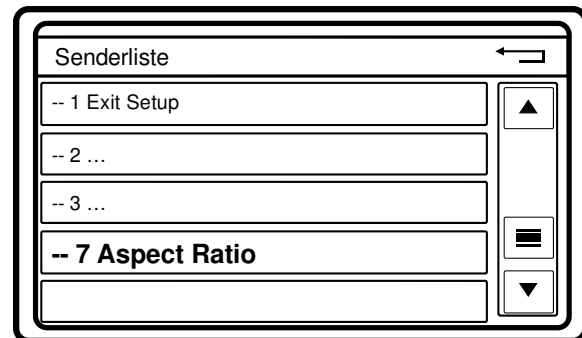 Senderliste
-- 1 Exit Setup
-- 2 …
-- 3 …
-- 7 Aspect Ratio